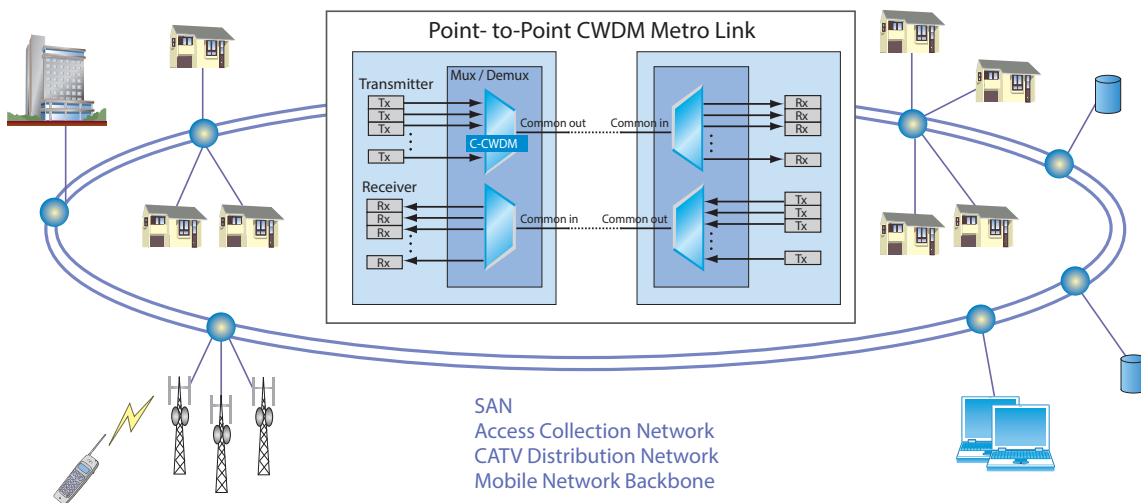 Point- to-Point CWDM Metro Link
Mux / Demux
Transmitter
Tx
Tx
Tx
Tx
C-CWDM
Common out
Common in
Rx
Rx
Rx
Rx
Receiver
Rx
Rx
Rx
Rx
Common in
Common out
Tx
Tx
Tx
Tx
SAN
Access Collection Network
CATV Distribution Network
Mobile Network Backbone